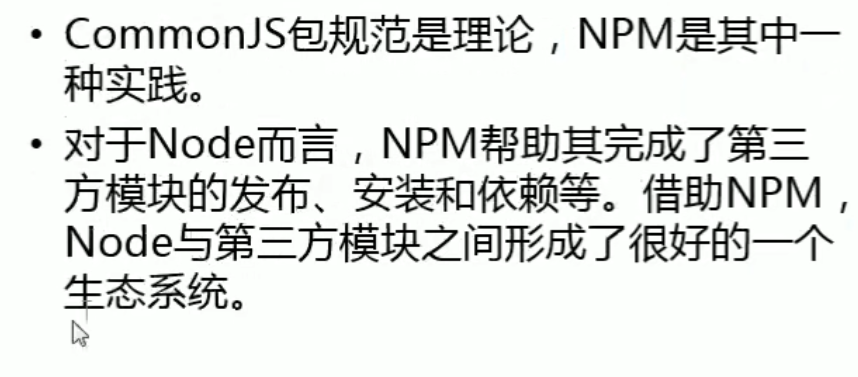 • CommonJS包规范是理论，NPM是其中一
种实践。
• 对于Node而言，NPM帮助其完成了第三
方模块的发布、安装和依赖等。借助NPM，
Node与第三方模块之间形成了很好的一个
生态系统。